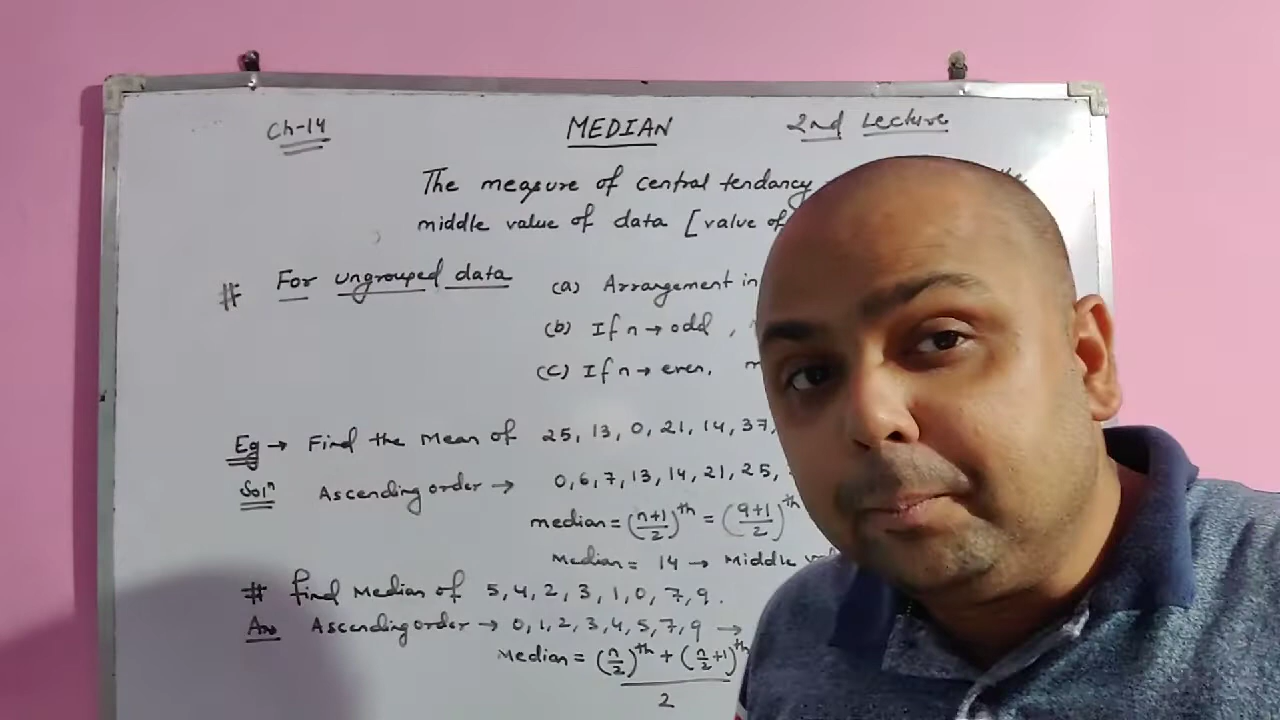 Ch-14 MEDIAN 2nd Lecture
The measure of central tendancy the
middle value of data [value of
# For ungrouped data (a) Arrangement in
(b) If n → odd,
(c) If n → even,
Eg → Find the Mean of 25, 13, 0, 21, 14, 37,
Solⁿ Ascending order → 0, 6, 7, 13, 14, 21, 25,
median = (n+1/2)^th = (9+1/2)^th
Median = 14 → Middle
# find Median of 5, 4, 2, 3, 1, 0, 7, 9.
Ans Ascending order → 0, 1, 2, 3, 4, 5, 7, 9 →
Median = (n/2)^th + (n/2+1)^th
2